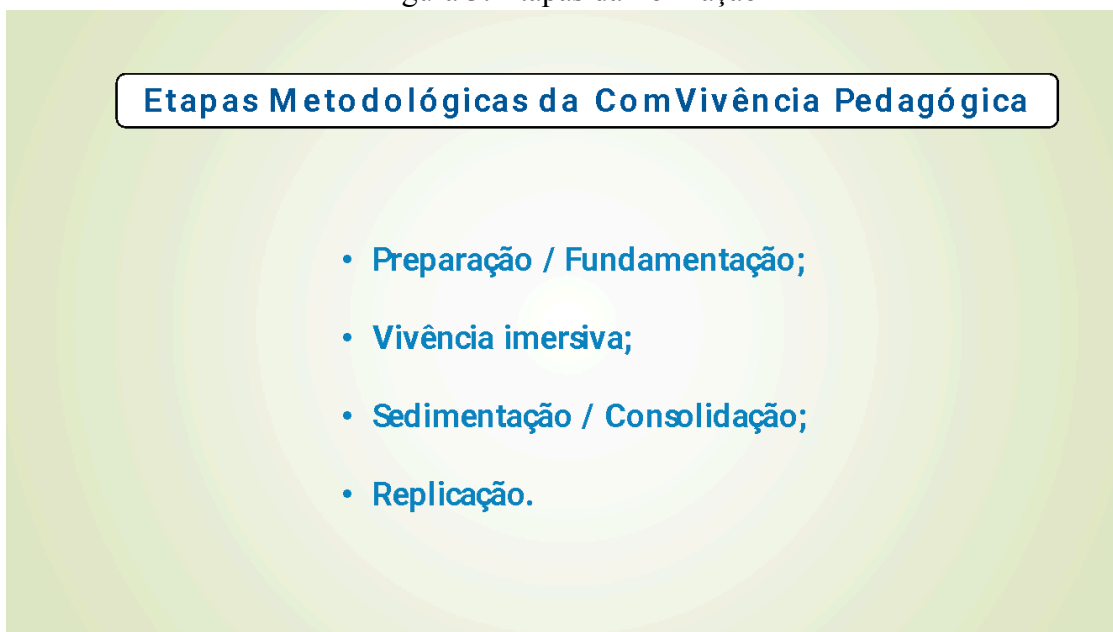 Etapas Metodológicas da ComVivência Pedagógica
• Preparação / Fundamentação;
• Vivência imersiva;
• Sedimentação / Consolidação;
• Replicação.